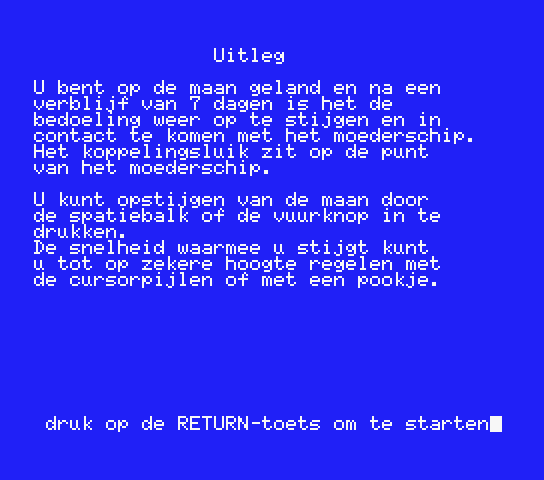 Uitleg
U bent op de maan geland en na een
verblijf van 7 dagen is het de
bedoeling weer op te stijgen en in
contact te komen met het moederschip.
Het koppelingsluik zit op de punt
van het moederschip.
U kunt opstijgen van de maan door
de spatiebalk of de vuurknop in te
drukken.
De snelheid waarmee u stijgt kunt
u tot op zekere hoogte regelen met
de cursorpijlen of met een pookje.
druk op de RETURN-toets om te starten